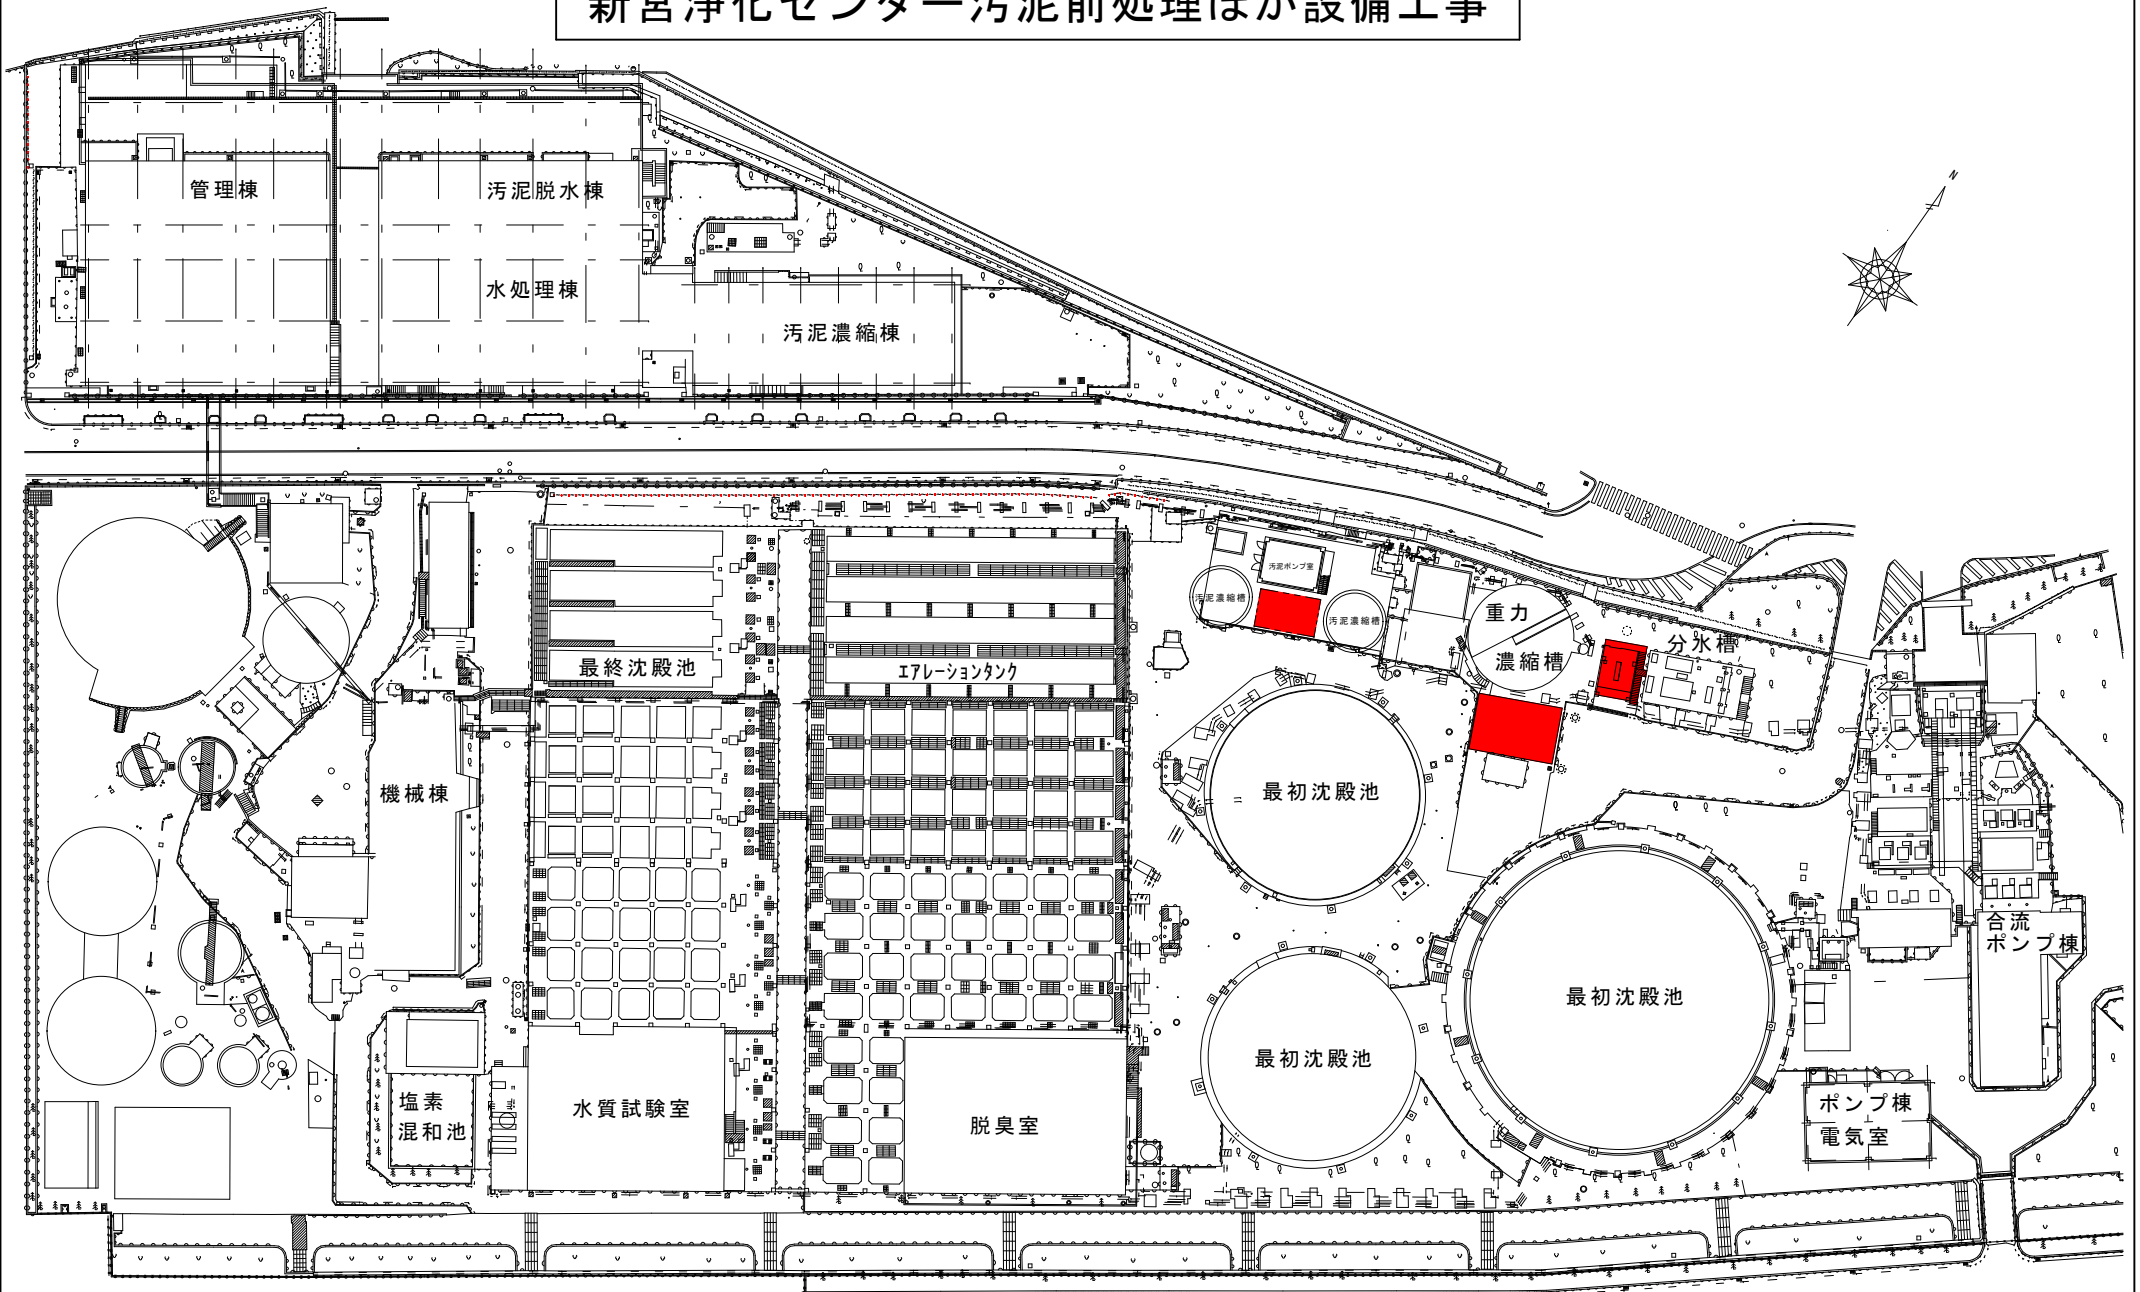 新宮浄化センター汚泥前処理ほか設備工事
N
管理棟
汚泥脱水棟
水処理棟
汚泥濃縮棟
汚泥ポンプ室
汚泥濃縮槽
汚泥濃縮槽
重力
濃縮槽
分水槽
最終沈殿池
エアレーションタンク
機械棟
最初沈殿池
合流
ポンプ棟
最初沈殿池
最初沈殿池
塩素
混和池
水質試験室
脱臭室
ポンプ棟
電気室